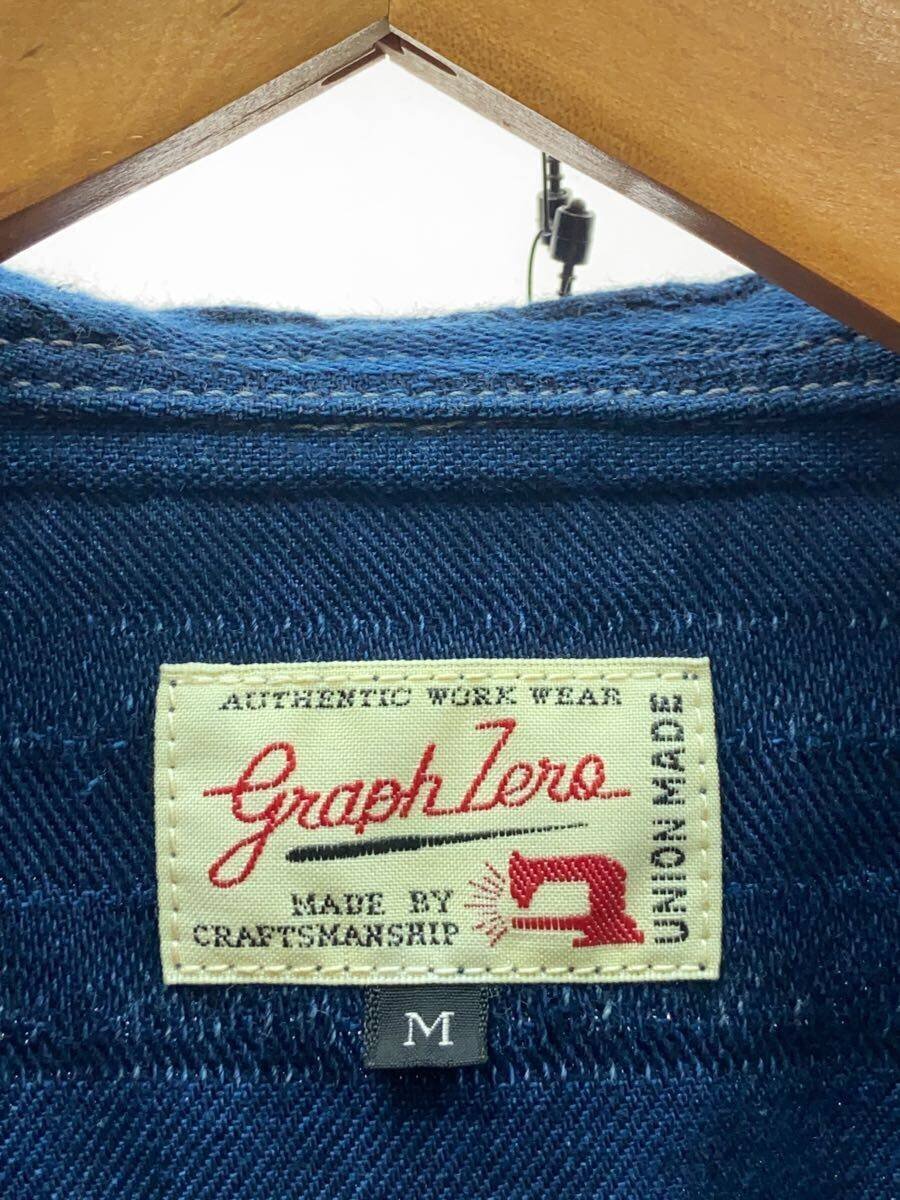 AUTHENTIC WORK WEAR
Graph Zero
MADE BY
CRAFTSMANSHIP
UNION MADE
M